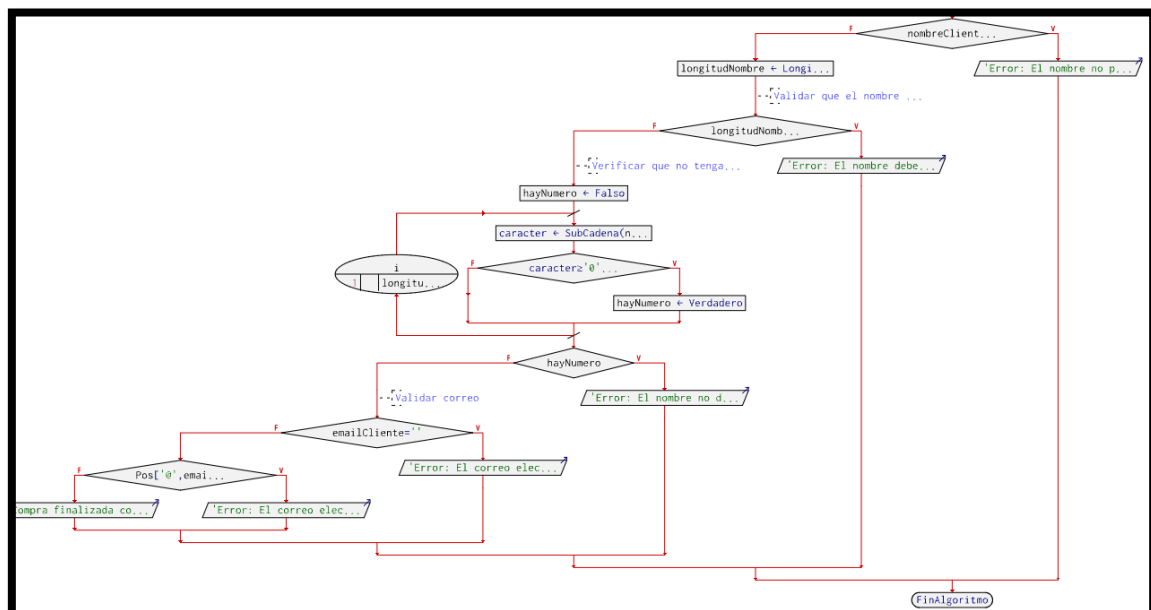 nombreClient...
F
V
longitudNombre ← Longi...
'Error: El nombre no p...
Validar que el nombre ...
F
V
longitudNomb...
Verificar que no tenga...
'Error: El nombre debe...
hayNumero ← Falso
caracter ← SubCadena(n...
i
1
longitu...
F
V
caracter≥'0'...
hayNumero ← Verdadero
F
V
hayNumero
Validar correo
'Error: El nombre no d...
F
V
emailCliente=''
F
V
Pos['@',emai...
'Error: El correo elec...
ompra finalizada co...
'Error: El correo elec...
FinAlgoritmo